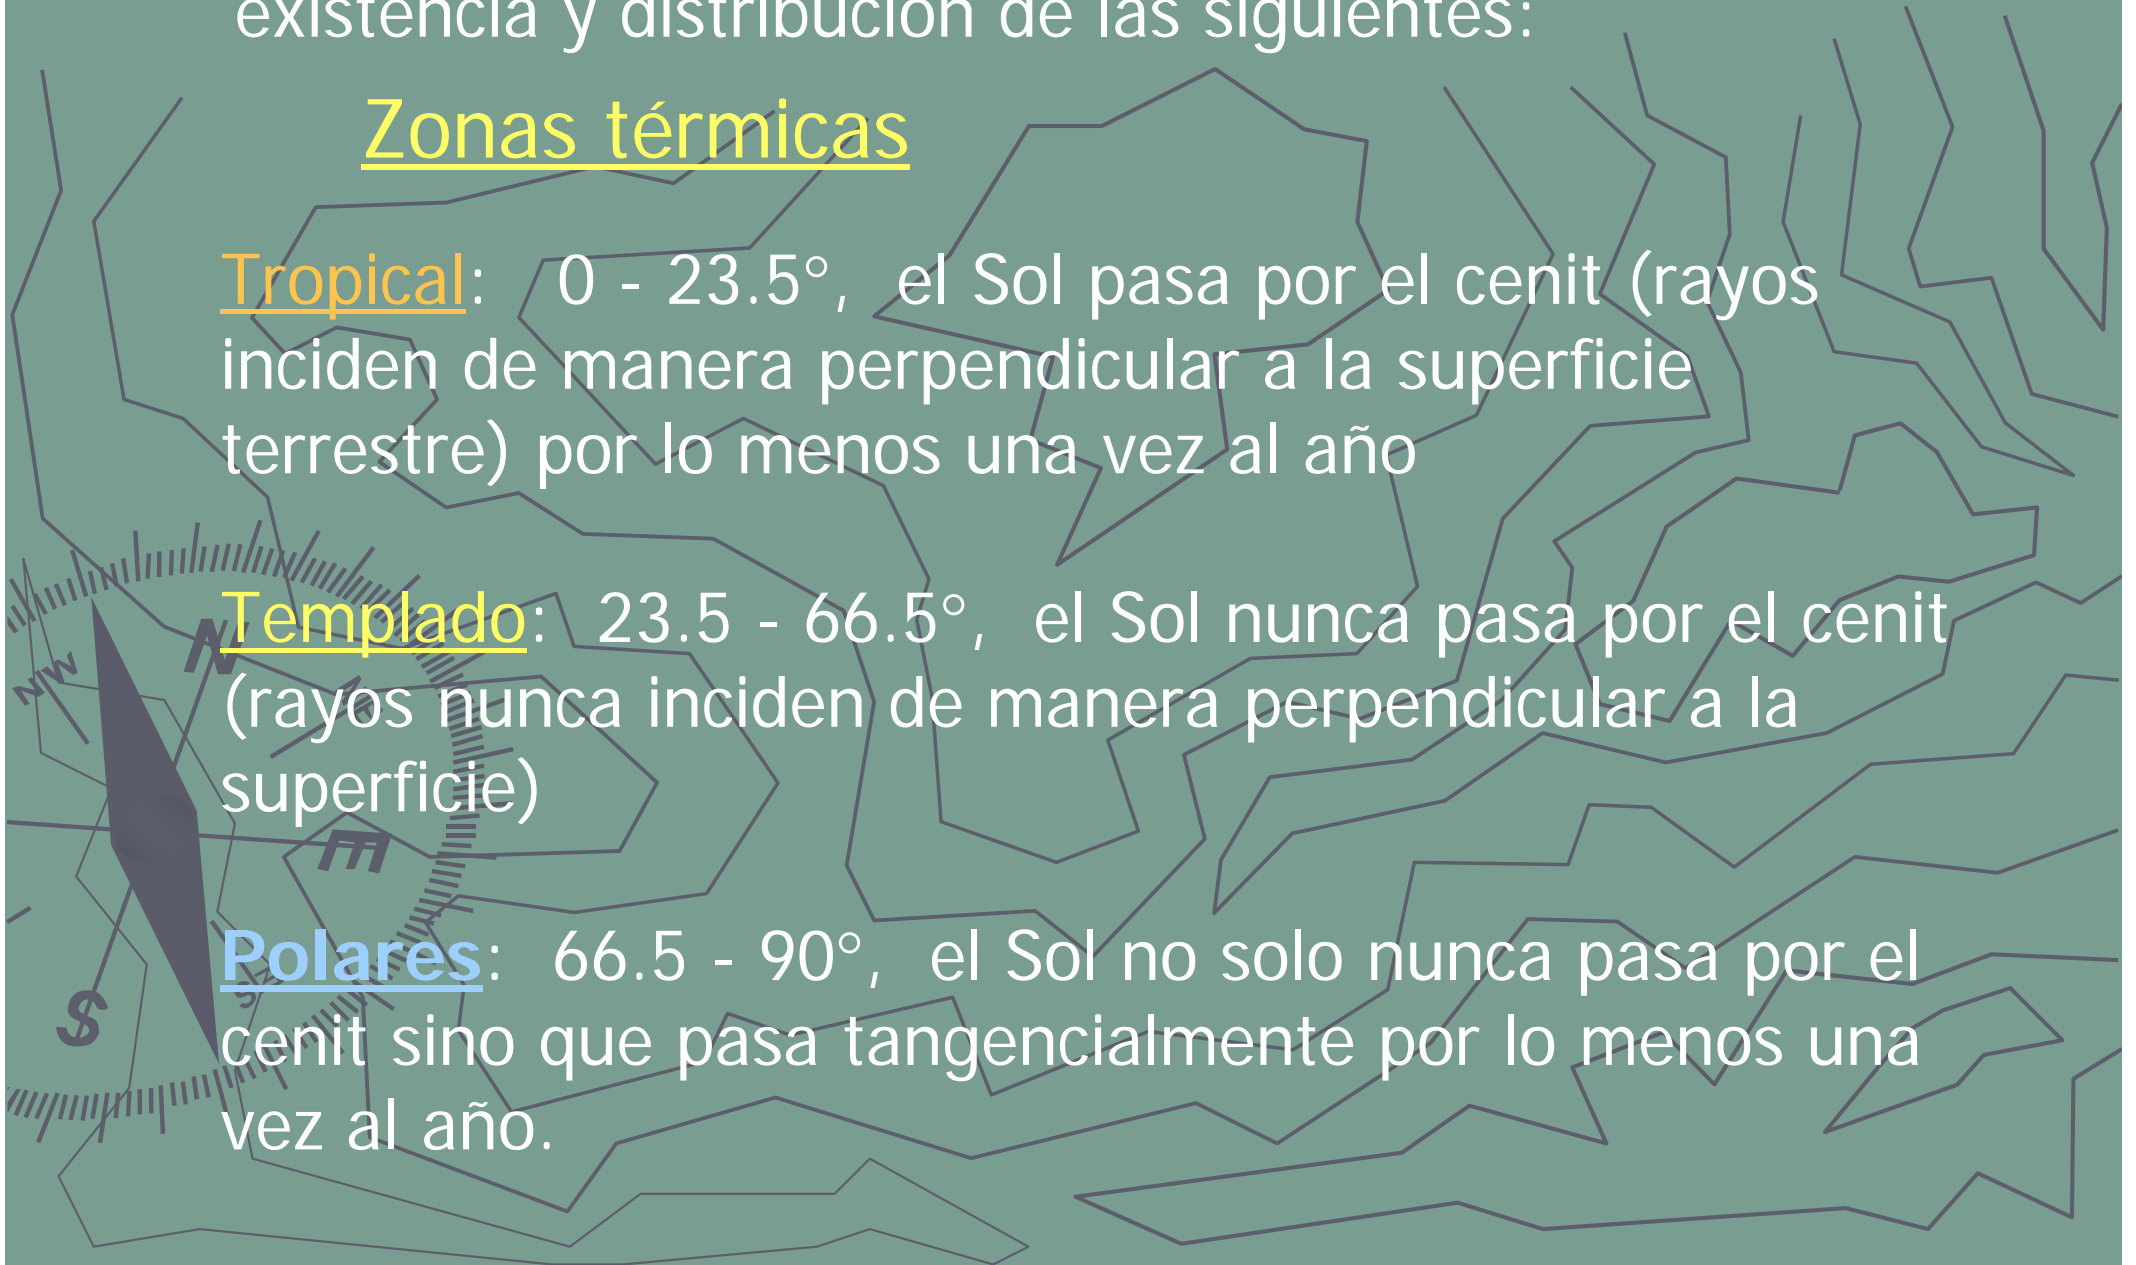 existencia y distribución de las siguientes:
Zonas térmicas
Tropical: 0 - 23.5°, el Sol pasa por el cenit (rayos
inciden de manera perpendicular a la superficie
terrestre) por lo menos una vez al año
Templado: 23.5 - 66.5°, el Sol nunca pasa por el cenit
(rayos nunca inciden de manera perpendicular a la
superficie)
Polares: 66.5 - 90°, el Sol no solo nunca pasa por el
cenit sino que pasa tangencialmente por lo menos una
vez al año.
N
NW
E
S